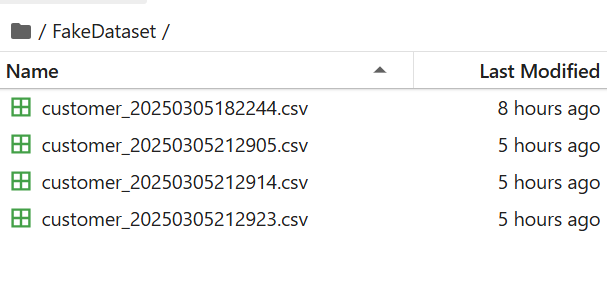 / FakeDataset /
Name Last Modified
customer_20250305182244.csv 8 hours ago
customer_20250305212905.csv 5 hours ago
customer_20250305212914.csv 5 hours ago
customer_20250305212923.csv 5 hours ago